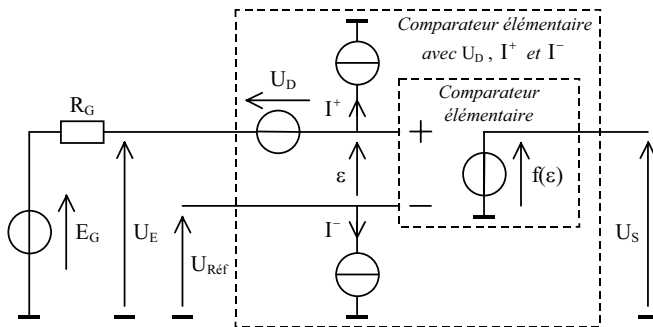 Comparateur élémentaire
avec U_D , I⁺ et I⁻
U_D
I⁺
Comparateur
élémentaire
R_G
+
ε
f(ε)
−
I⁻
E_G
U_E
U_Réf
U_S